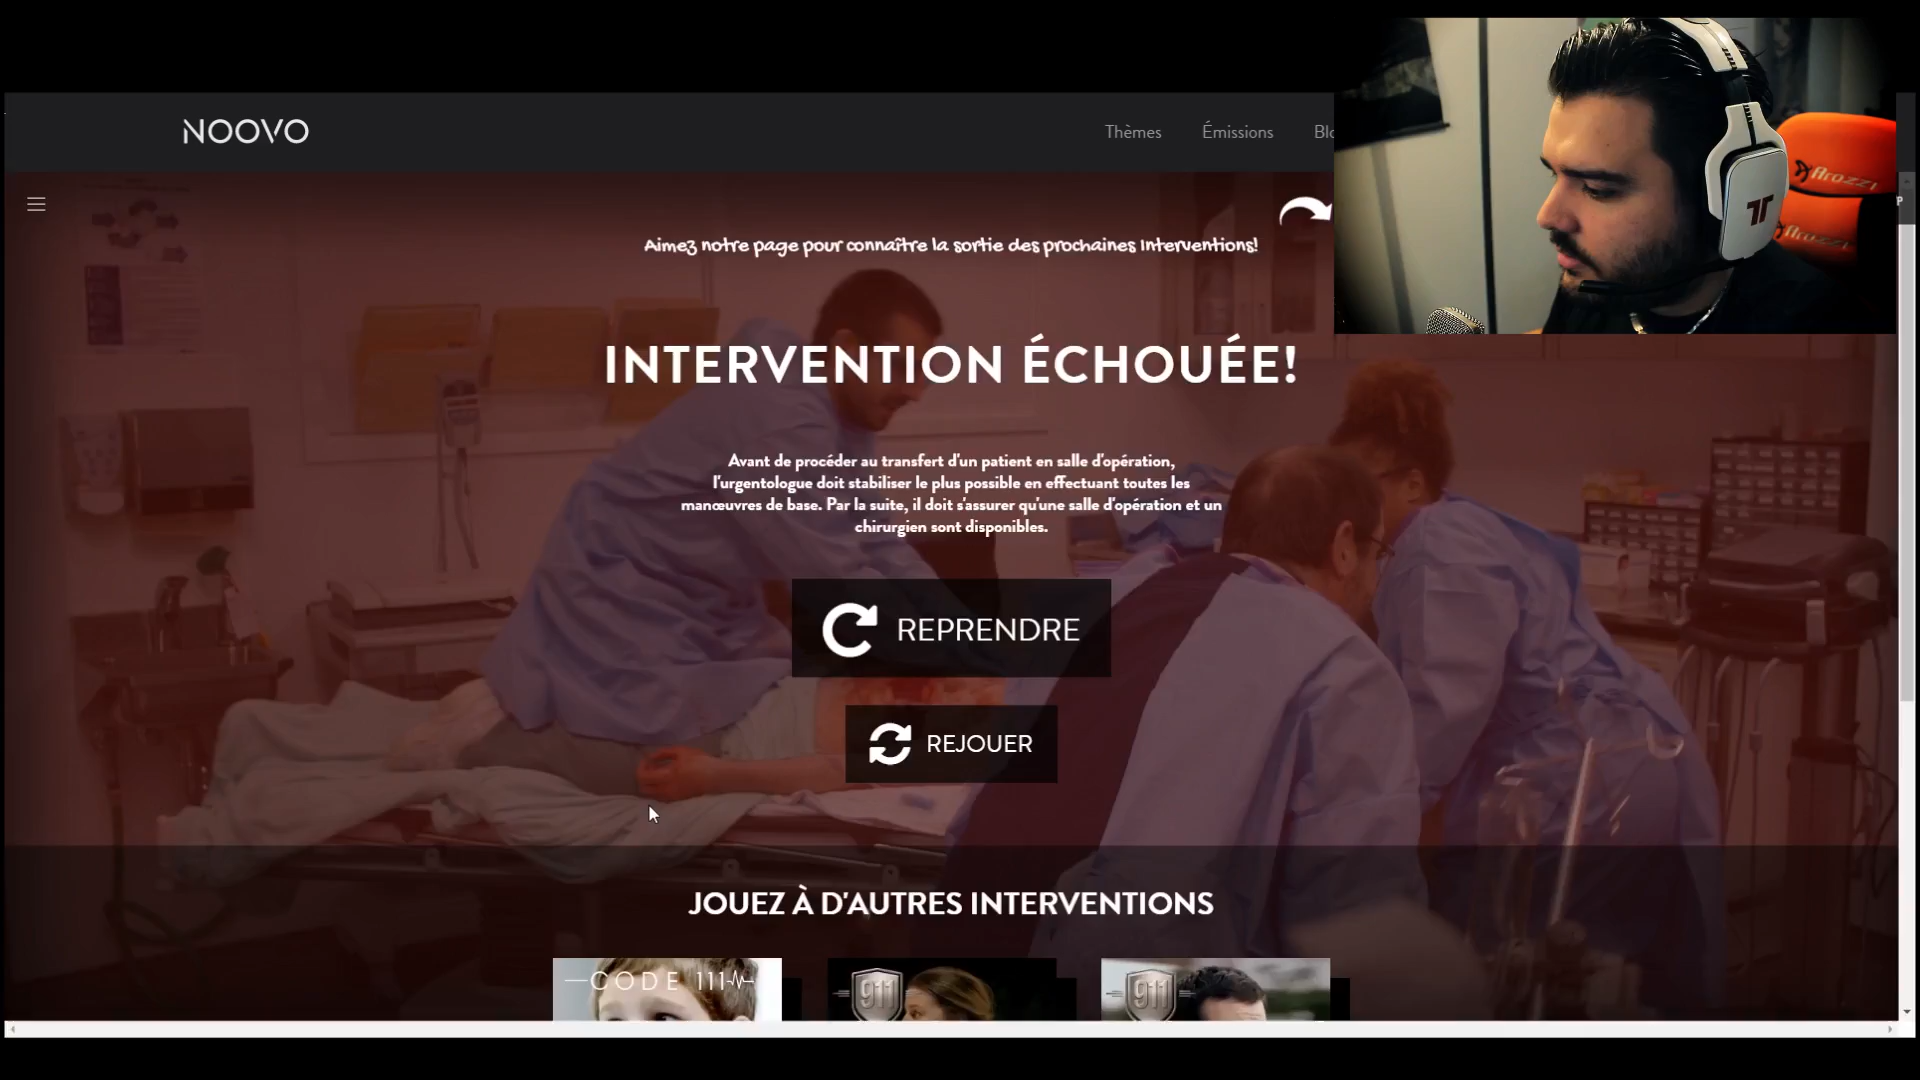 NOOVO
Thèmes Émissions Blo
Aimez notre page pour connaître la sortie des prochaines Interventions!
INTERVENTION ÉCHOUÉE!
Avant de procéder au transfert d'un patient en salle d'opération,
l'urgentologue doit stabiliser le plus possible en effectuant toutes les
manœuvres de base. Par la suite, il doit s'assurer qu'une salle d'opération et un
chirurgien sont disponibles.
REPRENDRE
REJOUER
JOUEZ À D'AUTRES INTERVENTIONS
CODE 111
911
911
Arozzi
Arozzi